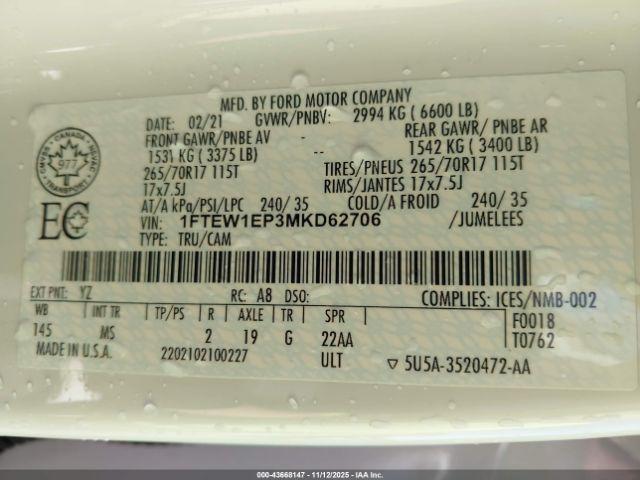 MFD. BY FORD MOTOR COMPANY
DATE: 02/21 GVWR/PNBV: 2994 KG ( 6600 LB)
FRONT GAWR/PNBE AV - REAR GAWR/ PNBE AR
1531 KG ( 3375 LB) -- 1542 KG ( 3400 LB)
265/70R17 115T TIRES/PNEUS 265/70R17 115T
17x7.5J RIMS/JANTES 17x7.5J
AT/A kPa/PSI/LPC 240/ 35 COLD/A FROID 240/ 35
VIN: 1FTEW1EP3MKD62706 /JUMELEES
TYPE: TRU/CAM
CANADA
977
TRANSPORT
EC
EXT PNT: YZ RC: A8 DSO: COMPLIES: ICES/NMB-002
WB INT TR TP/PS R AXLE TR SPR F0018
145 MS 2 19 G 22AA T0762
MADE IN U.S.A. 2202102100227 ULT 5U5A-3520472-AA
000-43668147 - 11/12/2025 - IAA Inc.